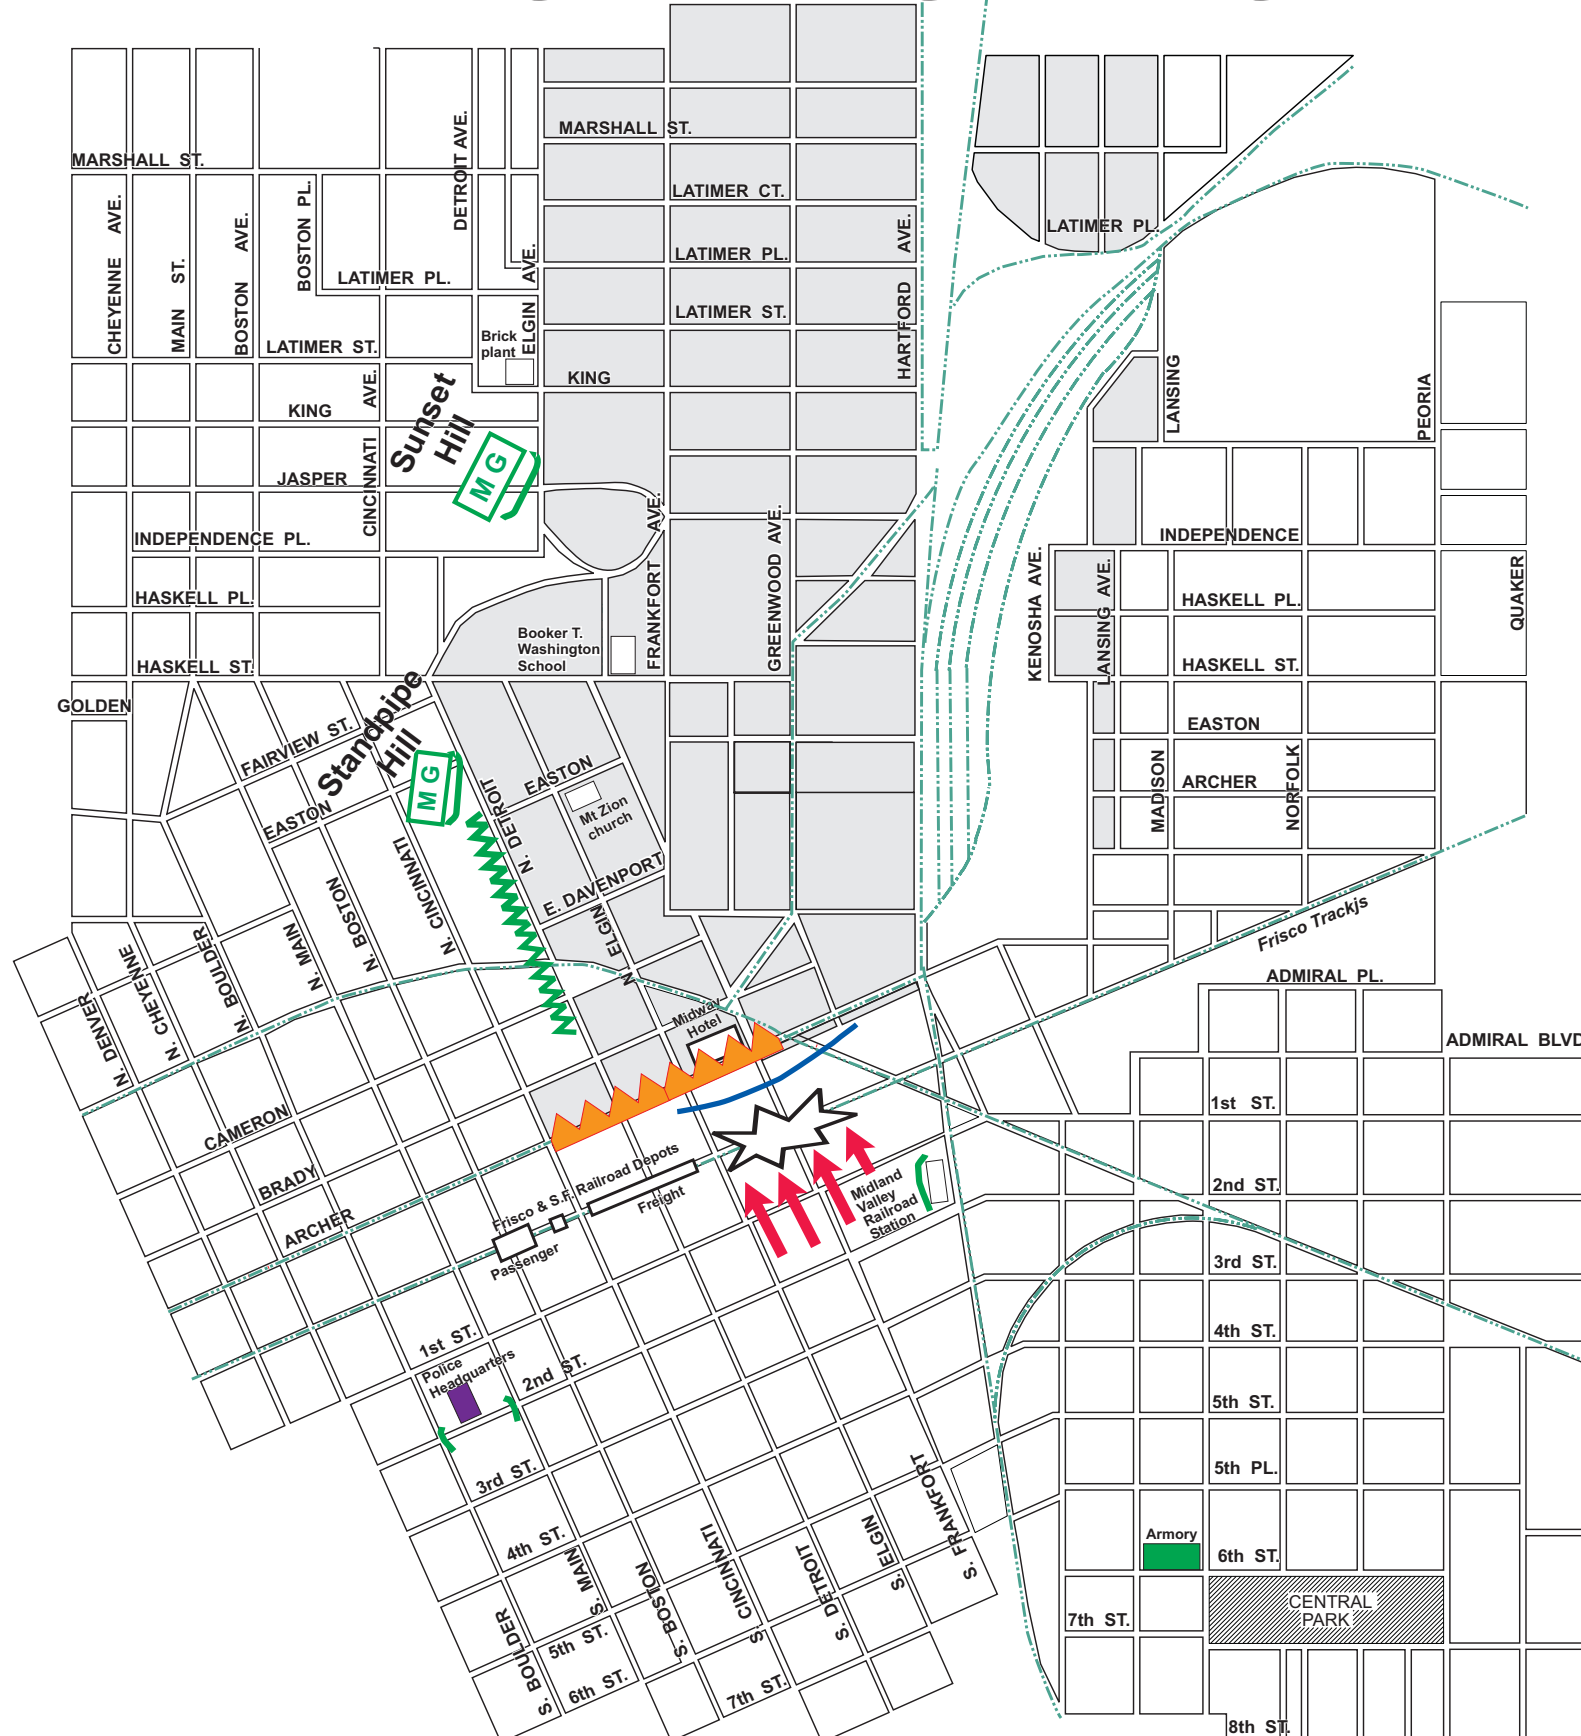 MARSHALL ST.
LATIMER CT.
LATIMER PL.
LATIMER ST.
KING
MARSHALL ST.
CHEYENNE AVE.
MAIN ST.
BOSTON AVE.
BOSTON PL.
DETROIT AVE.
ELGIN AVE.
LATIMER PL.
LATIMER ST.
Brick
plant
KING
CINCINNATI AVE.
JASPER
INDEPENDENCE PL.
HASKELL PL.
HASKELL ST.
GOLDEN
Sunset
Hill
M G
HARTFORD AVE.
FRANKFORT AVE.
GREENWOOD AVE.
Booker T.
Washington
School
LATIMER PL.
LANSING
PEORIA
INDEPENDENCE
KENOSHA AVE.
LANSING AVE.
HASKELL PL.
HASKELL ST.
QUAKER
EASTON
ARCHER
MADISON
NORFOLK
Frisco Trackjs
ADMIRAL PL.
ADMIRAL BLVD
Standpipe
Hill
M G
FAIRVIEW ST.
EASTON
N. DETROIT
EASTON
Mt Zion
church
E. DAVENPORT
N ELGIN
N. CINCINNATI
N. BOSTON
N. MAIN
N. BOULDER
N. CHEYENNE
N. DENVER
CAMERON
BRADY
ARCHER
Midway
Hotel
Frisco & S.F. Railroad Depots
Freight
Passenger
Midland
Valley
Railroad
Station
1st ST.
Police
Headquarters
2nd ST.
3rd ST.
4th ST.
5th ST.
6th ST.
7th ST.
S. BOULDER
S. MAIN
S. BOSTON
S CINCINNATI
S. DETROIT
S. ELGIN
S. FRANKFORT
1st ST.
2nd ST.
3rd ST.
4th ST.
5th ST.
5th PL.
Armory
6th ST.
CENTRAL
PARK
7th ST.
8th ST.